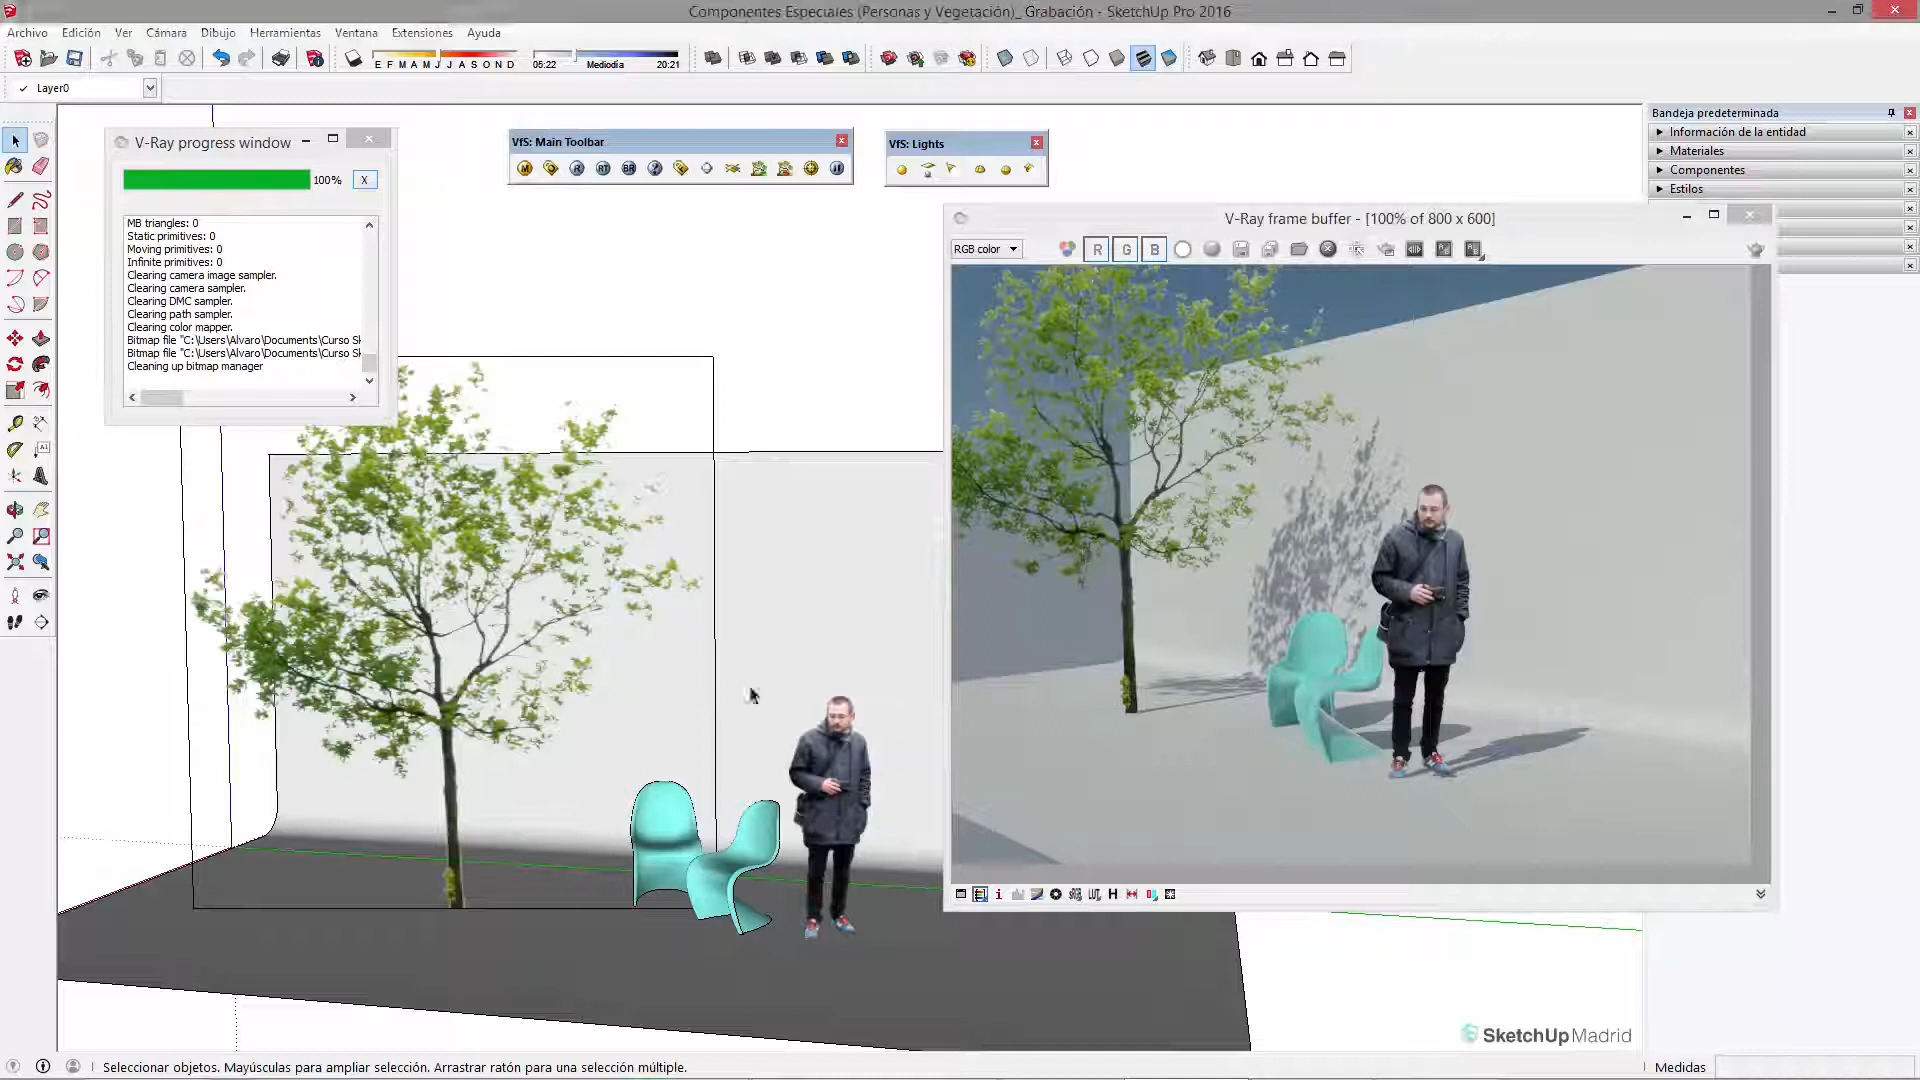 Componentes Especiales (Personas y Vegetación)_ Grabación - SketchUp Pro 2016
Archivo Edición Ver Cámara Dibujo Herramientas Ventana Extensiones Ayuda
E F M A M J J A S O N D
05:22 Mediodía 20:21
Layer0
V-Ray progress window
100%
X
MB triangles: 0
Static primitives: 0
Moving primitives: 0
Infinite primitives: 0
Clearing camera image sampler.
Clearing camera sampler.
Clearing DMC sampler.
Clearing path sampler.
Clearing color mapper.
Bitmap file "C:\Users\Alvaro\Documents\Curso Sk
Bitmap file "C:\Users\Alvaro\Documents\Curso Sk
Cleaning up bitmap manager
VfS: Main Toolbar
M R RT BR
VfS: Lights
Bandeja predeterminada
Información de la entidad
Materiales
Componentes
Estilos
V-Ray frame buffer - [100% of 800 x 600]
RGB color
R G B
SketchUpMadrid
Seleccionar objetos. Mayúsculas para ampliar selección. Arrastrar ratón para una selección múltiple.
Medidas